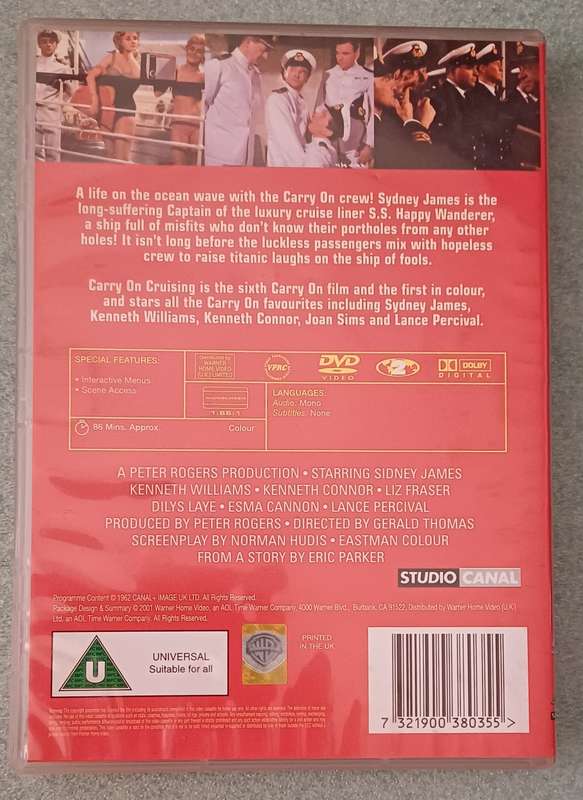 A life on the ocean wave with the Carry On crew! Sydney James is the
long-suffering Captain of the luxury cruise liner S.S. Happy Wanderer,
a ship full of misfits who don't know their portholes from any other
holes! It isn't long before the luckless passengers mix with hopeless
crew to raise titanic laughs on the ship of fools.
Carry On Cruising is the sixth Carry On film and the first in colour,
and stars all the Carry On favourites including Sydney James,
Kenneth Williams, Kenneth Connor, Joan Sims and Lance Percival.
SPECIAL FEATURES:
• Interactive Menus
• Scene Access
86 Mins. Approx. Colour
Distributed by
WARNER
HOME VIDEO
(U.K.) LIMITED
WIDESCREEN
1:66:1
VPRC
DVD
VIDEO
2
DOLBY
DIGITAL
LANGUAGES:
Audio: Mono
Subtitles: None
A PETER ROGERS PRODUCTION • STARRING SIDNEY JAMES
KENNETH WILLIAMS • KENNETH CONNOR • LIZ FRASER
DILYS LAYE • ESMA CANNON • LANCE PERCIVAL
PRODUCED BY PETER ROGERS • DIRECTED BY GERALD THOMAS
SCREENPLAY BY NORMAN HUDIS • EASTMAN COLOUR
FROM A STORY BY ERIC PARKER
STUDIO CANAL
Programme Content © 1962 CANAL+ IMAGE UK LTD. All Rights Reserved.
Package Design & Summary © 2001 Warner Home Video, an AOL Time Warner Company, 4000 Warner Blvd., Burbank, CA 91522. Distributed by Warner Home Video (U.K)
Ltd, an AOL Time Warner Company. All Rights Reserved.
U
UNIVERSAL
Suitable for all
WB
PRINTED
IN THE UK
7 321900 380355 >